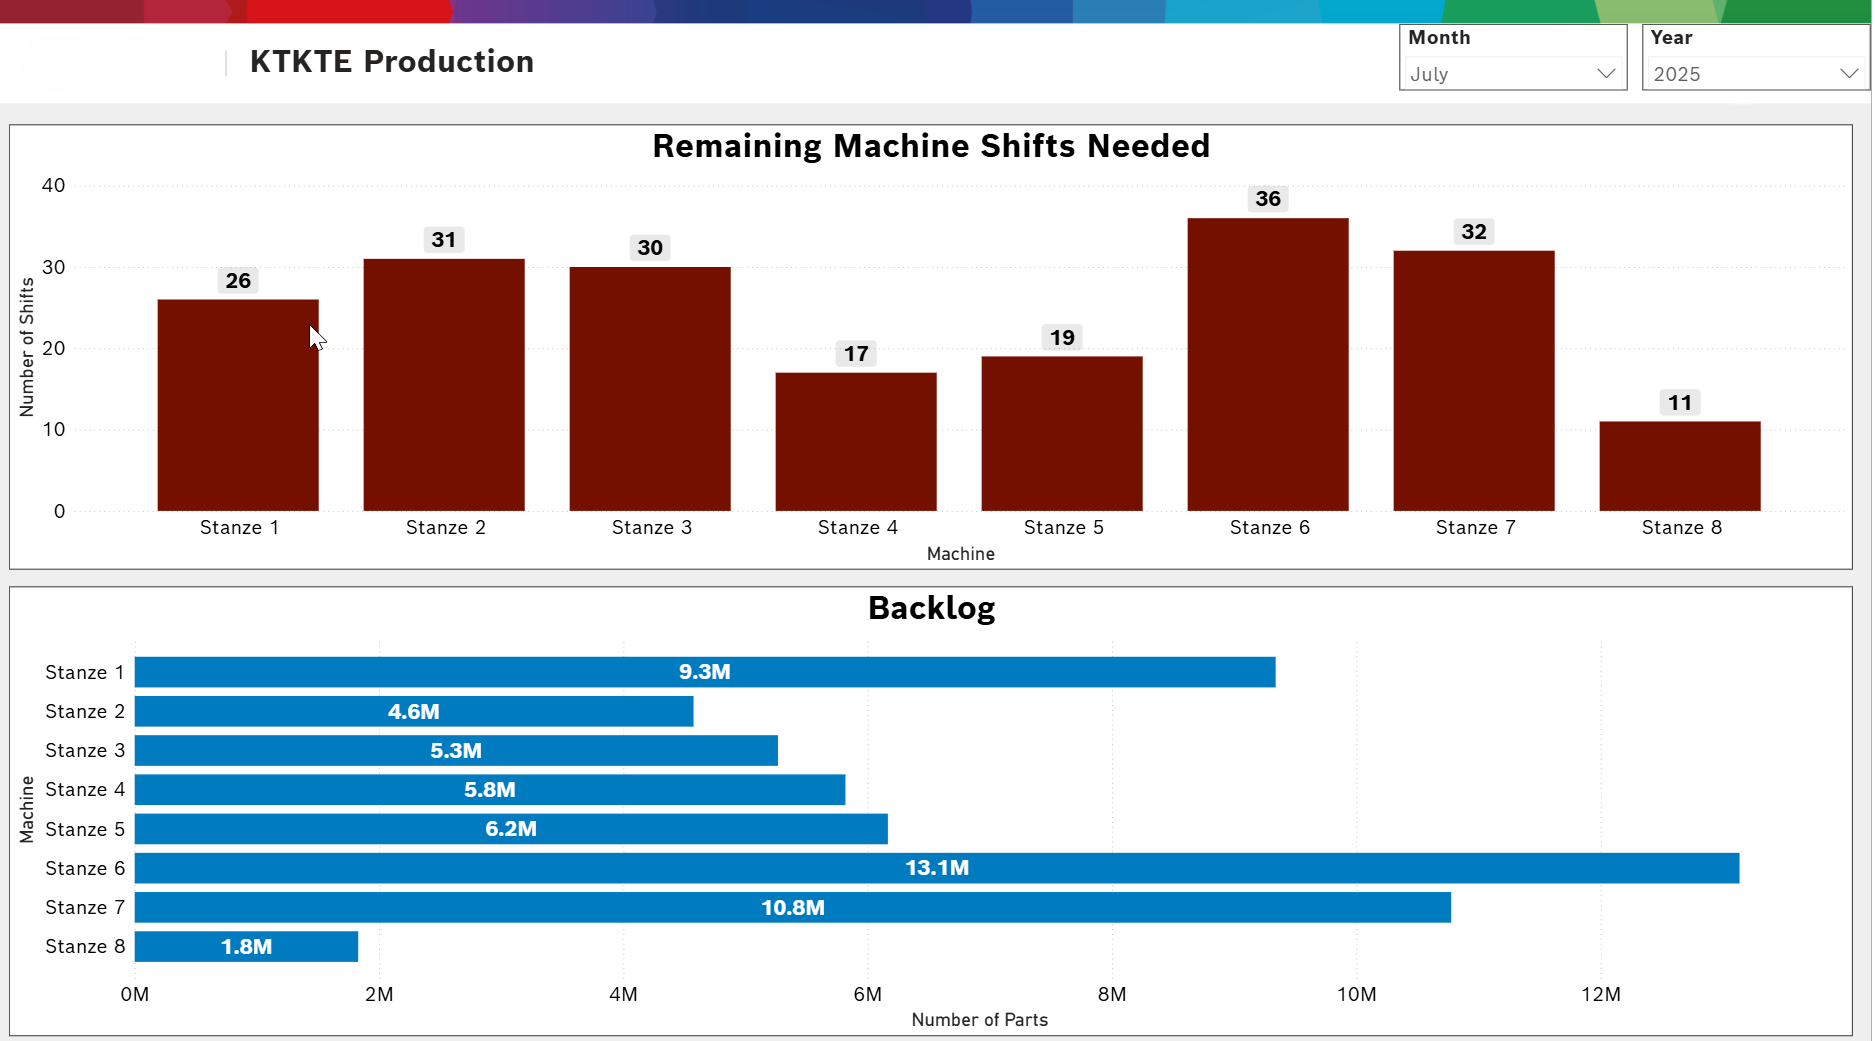 KTKTE Production
Month
July
Year
2025
Remaining Machine Shifts Needed
Number of Shifts
40
30
20
10
0
26
31
30
17
19
36
32
11
Stanze 1
Stanze 2
Stanze 3
Stanze 4
Stanze 5
Stanze 6
Stanze 7
Stanze 8
Machine
Backlog
Machine
Stanze 1 9.3M
Stanze 2 4.6M
Stanze 3 5.3M
Stanze 4 5.8M
Stanze 5 6.2M
Stanze 6 13.1M
Stanze 7 10.8M
Stanze 8 1.8M
0M 2M 4M 6M 8M 10M 12M
Number of Parts